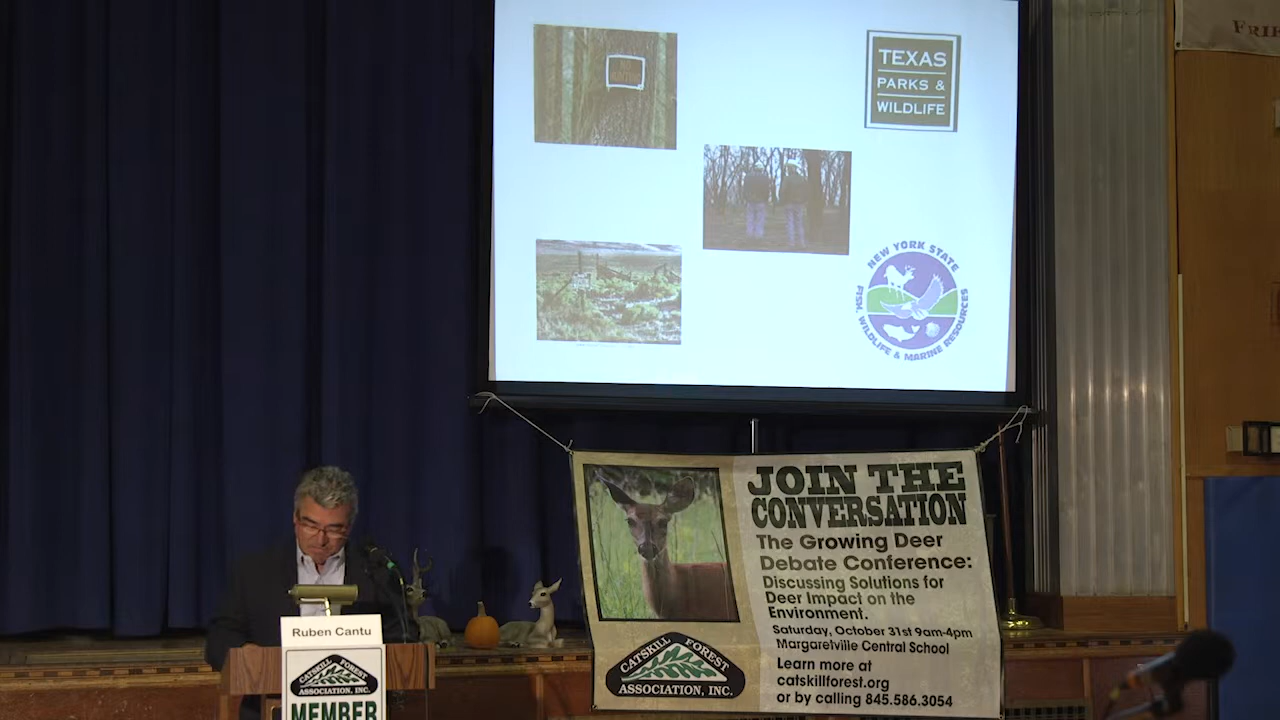 HUNTING
TEXAS
PARKS &
WILDLIFE
NEW YORK STATE
FISH, WILDLIFE & MARINE RESOURCES
JOIN THE
CONVERSATION
The Growing Deer
Debate Conference:
Discussing Solutions for
Deer Impact on the
Environment.
Saturday, October 31st 9am-4pm
Margaretville Central School
Learn more at
catskillforest.org
or by calling 845.586.3054
CATSKILL FOREST
ASSOCIATION, INC.
Ruben Cantu
CATSKILL FOREST
ASSOCIATION, INC.
MEMBER